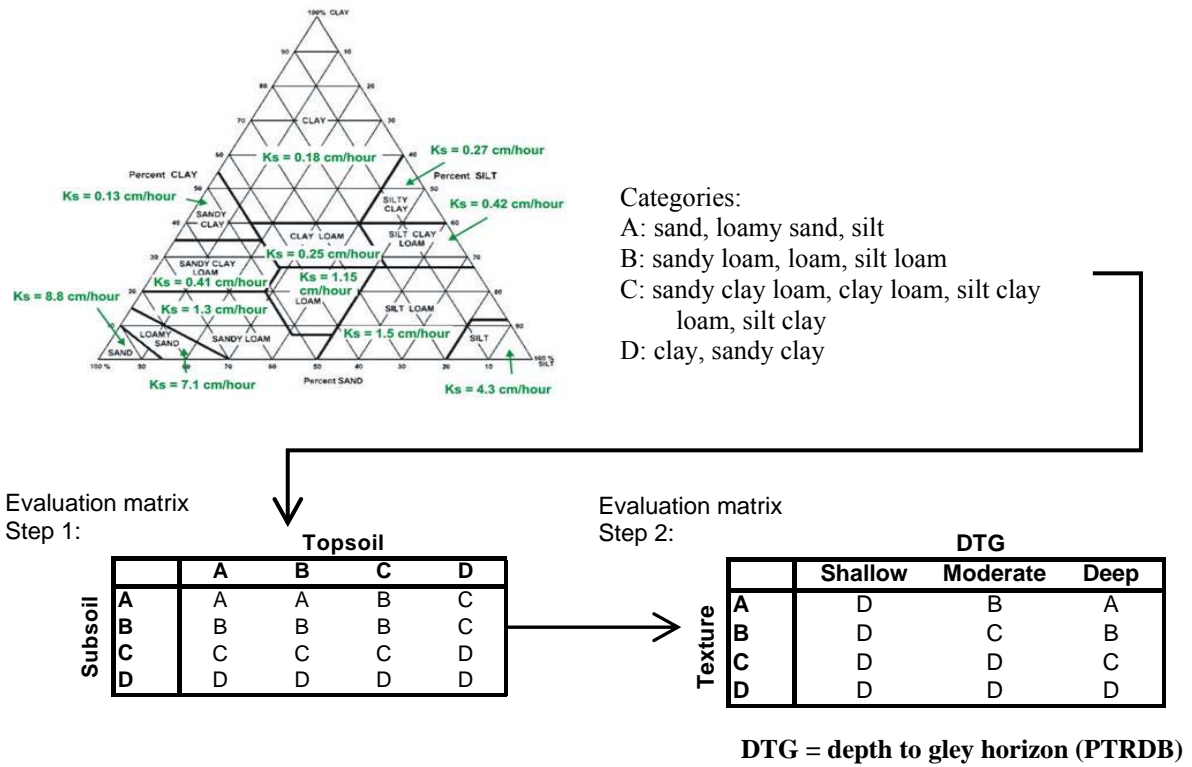 100% CLAY
90
10
80
20
70
CLAY
30
60
Ks = 0.18 cm/hour
40
Ks = 0.27 cm/hour
Percent CLAY
Percent SILT
50
50
Ks = 0.13 cm/hour
SILTY
CLAY
Ks = 0.42 cm/hour
SANDY
CLAY
40
60
CLAY LOAM
SILT CLAY
LOAM
30
Ks = 0.25 cm/hour
70
SANDY CLAY
LOAM
Ks = 0.41 cm/hour
Ks = 1.15
cm/hour
LOAM
Ks = 8.8 cm/hour
20
80
Ks = 1.3 cm/hour
SILT LOAM
10
90
LOAMY
SAND
SANDY LOAM
Ks = 1.5 cm/hour
SILT
SAND
100 %
90
80
70
60
50
40
30
20
10
100 %
SILT
Percent SAND
Ks = 7.1 cm/hour
Ks = 4.3 cm/hour
Categories:
A: sand, loamy sand, silt
B: sandy loam, loam, silt loam
C: sandy clay loam, clay loam, silt clay
loam, silt clay
D: clay, sandy clay
Evaluation matrix
Step 1:
Topsoil
A B C D
Subsoil
A A A B C
B B B B C
C C C C D
D D D D D
Evaluation matrix
Step 2:
DTG
Shallow Moderate Deep
Texture
A D B A
B D C B
C D D C
D D D D
DTG = depth to gley horizon (PTRDB)